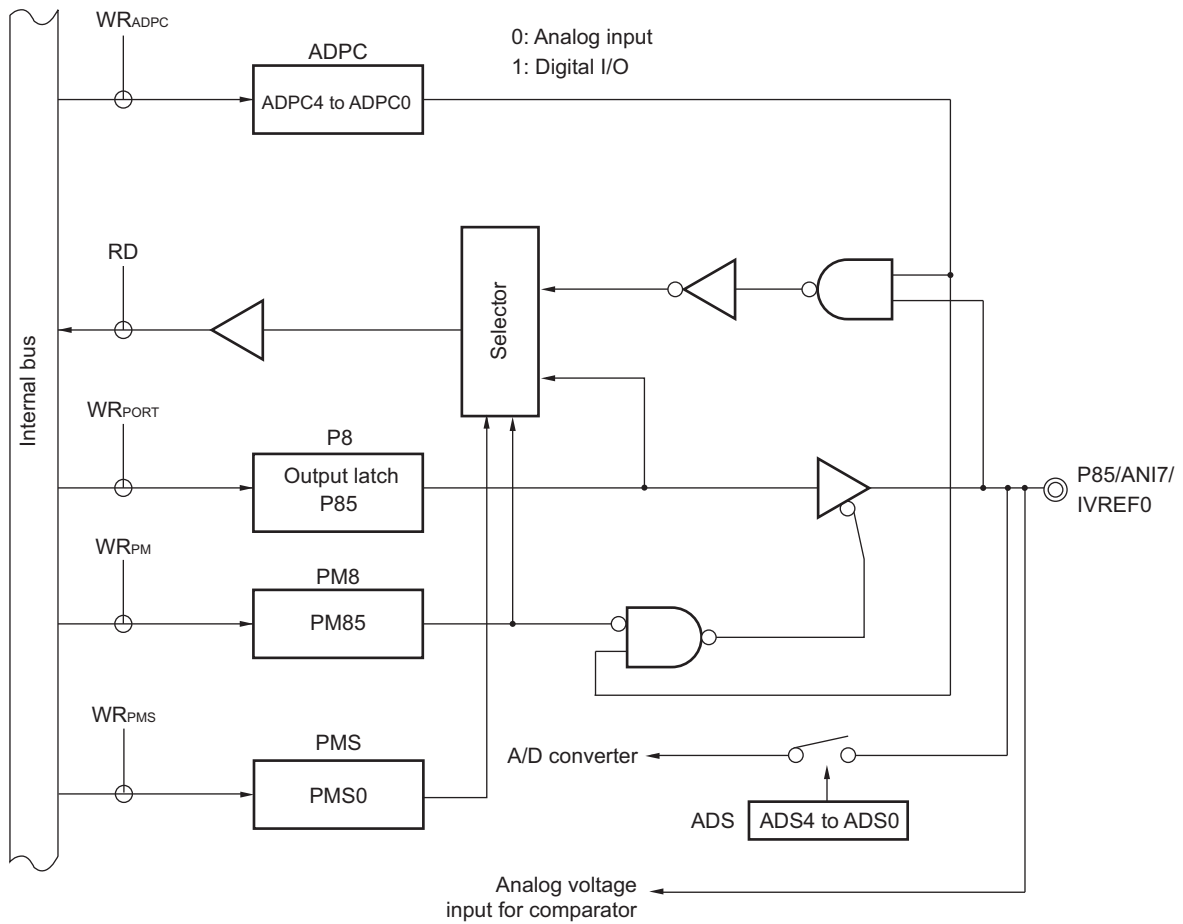 WRADPC
ADPC
0: Analog input
1: Digital I/O
ADPC4 to ADPC0
RD
Selector
Internal bus
WRPORT
P8
Output latch
P85
P85/ANI7/
IVREF0
WRPM
PM8
PM85
WRPMS
PMS
PMS0
A/D converter
ADS
ADS4 to ADS0
Analog voltage
input for comparator